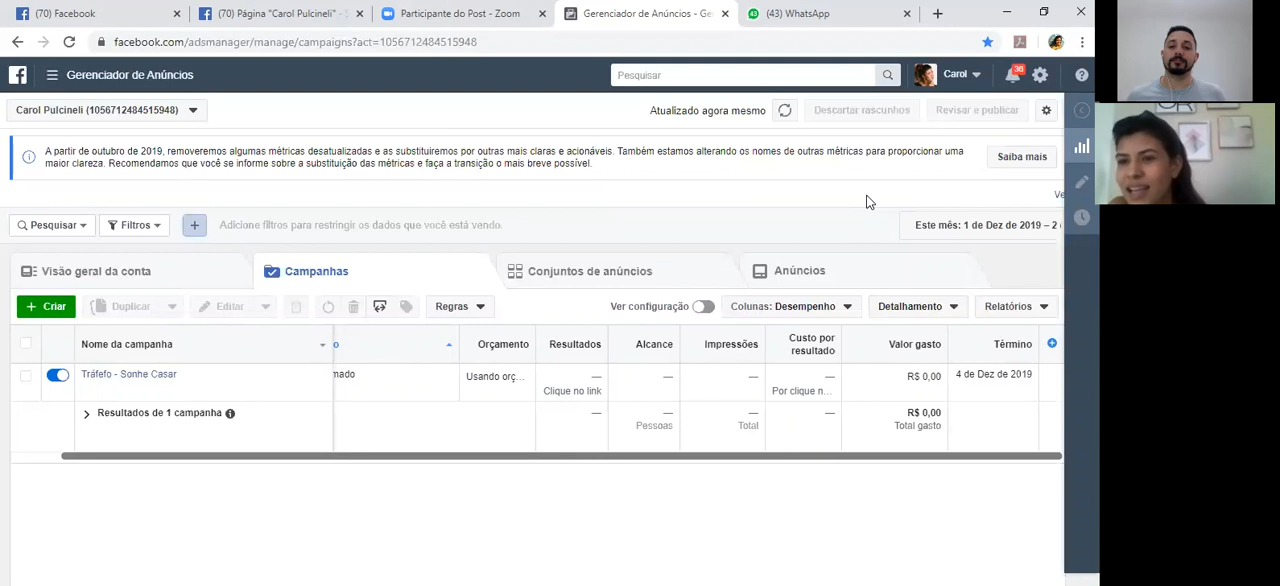 (70) Facebook
(70) Página "Carol Pulcineli" - S
Participante do Post - Zoom
Gerenciador de Anúncios - Ge
(43) WhatsApp
facebook.com/adsmanager/manage/campaigns?act=1056712484515948
Gerenciador de Anúncios
Pesquisar
Carol
36
Carol Pulcineli (1056712484515948)
Atualizado agora mesmo
Descartar rascunhos
Revisar e publicar
A partir de outubro de 2019, removeremos algumas métricas desatualizadas e as substituiremos por outras mais claras e acionáveis. Também estamos alterando os nomes de outras métricas para proporcionar uma
maior clareza. Recomendamos que você se informe sobre a substituição das métricas e faça a transição o mais breve possível.
Saiba mais
Ve
Pesquisar
Filtros
Adicione filtros para restringir os dados que você está vendo.
Este mês: 1 de Dez de 2019 – 2
Visão geral da conta
Campanhas
Conjuntos de anúncios
Anúncios
+ Criar
Duplicar
Editar
Regras
Ver configuração
Colunas: Desempenho
Detalhamento
Relatórios
Nome da campanha
o
Orçamento
Resultados
Alcance
Impressões
Custo por
resultado
Valor gasto
Término
Tráfefo - Sonhe Casar
mado
Usando orç...
—
Clique no link
—
—
—
Por clique n...
R$ 0,00
4 de Dez de 2019
Resultados de 1 campanha
—
—
Pessoas
—
Total
—
R$ 0,00
Total gasto